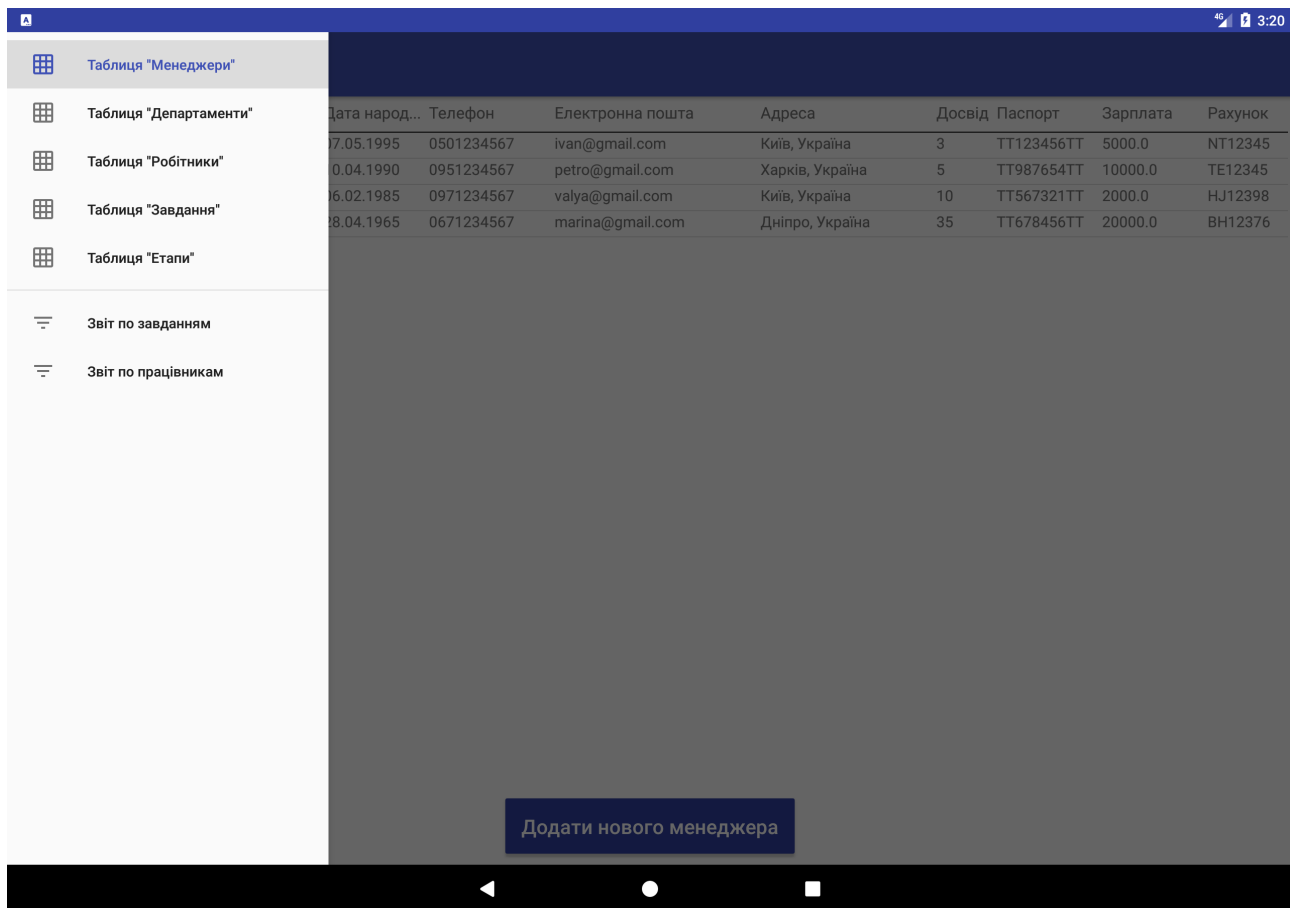 4G 3:20
Таблиця "Менеджери"
Таблиця "Департаменти"
Таблиця "Робітники"
Таблиця "Завдання"
Таблиця "Етапи"
Звіт по завданням
Звіт по працівникам
Дата народ... Телефон Електронна пошта Адреса Досвід Паспорт Зарплата Рахунок
07.05.1995 0501234567 ivan@gmail.com Київ, Україна 3 TT123456TT 5000.0 NT12345
0.04.1990 0951234567 petro@gmail.com Харків, Україна 5 TT987654TT 10000.0 TE12345
06.02.1985 0971234567 valya@gmail.com Київ, Україна 10 TT567321TT 2000.0 HJ12398
28.04.1965 0671234567 marina@gmail.com Дніпро, Україна 35 TT678456TT 20000.0 BH12376
Додати нового менеджера